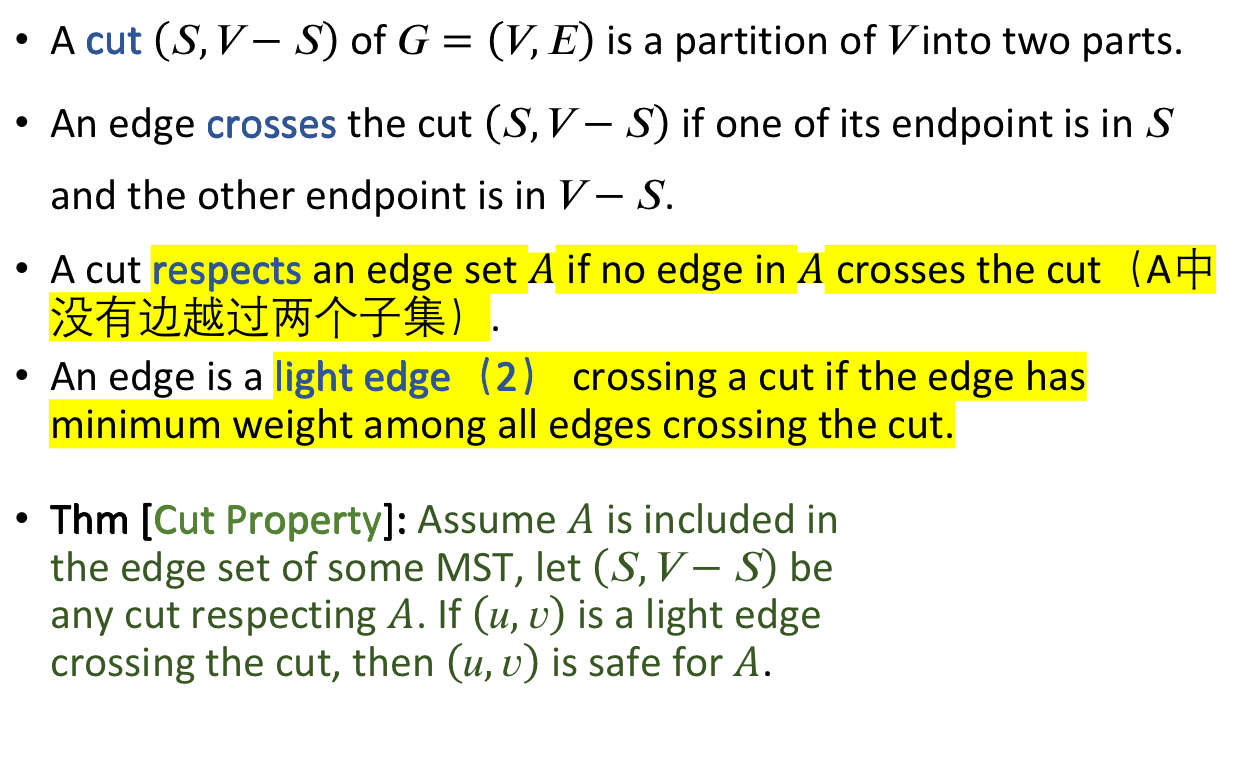 • A cut (S, V − S) of G = (V, E) is a partition of V into two parts.
• An edge crosses the cut (S, V − S) if one of its endpoint is in S
and the other endpoint is in V − S.
• A cut respects an edge set A if no edge in A crosses the cut（A中
没有边越过两个子集）.
• An edge is a light edge（2） crossing a cut if the edge has
minimum weight among all edges crossing the cut.
• Thm [Cut Property]: Assume A is included in
the edge set of some MST, let (S, V − S) be
any cut respecting A. If (u, v) is a light edge
crossing the cut, then (u, v) is safe for A.